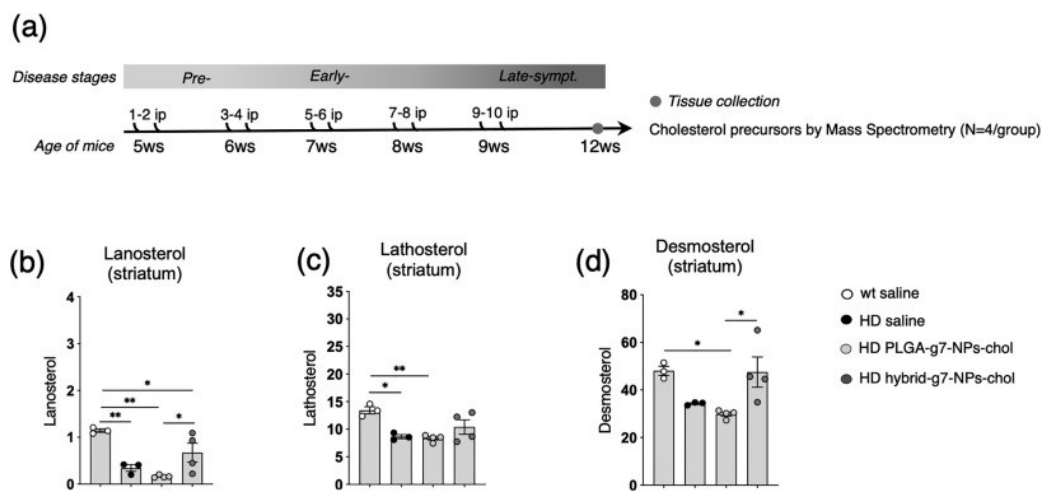 (a)
Disease stages
Pre-
Early-
Late-sympt.
1-2 ip
3-4 ip
5-6 ip
7-8 ip
9-10 ip
Tissue collection
Cholesterol precursors by Mass Spectrometry (N=4/group)
Age of mice
5ws
6ws
7ws
8ws
9ws
12ws
(b)
Lanosterol
(striatum)
Lanosterol
4
3
2
1
0
*
**
**
*
(c)
Lathosterol
(striatum)
Lathosterol
35
30
25
20
15
10
5
0
**
*
(d)
Desmosterol
(striatum)
Desmosterol
80
60
40
20
0
*
*
wt saline
HD saline
HD PLGA-g7-NPs-chol
HD hybrid-g7-NPs-chol